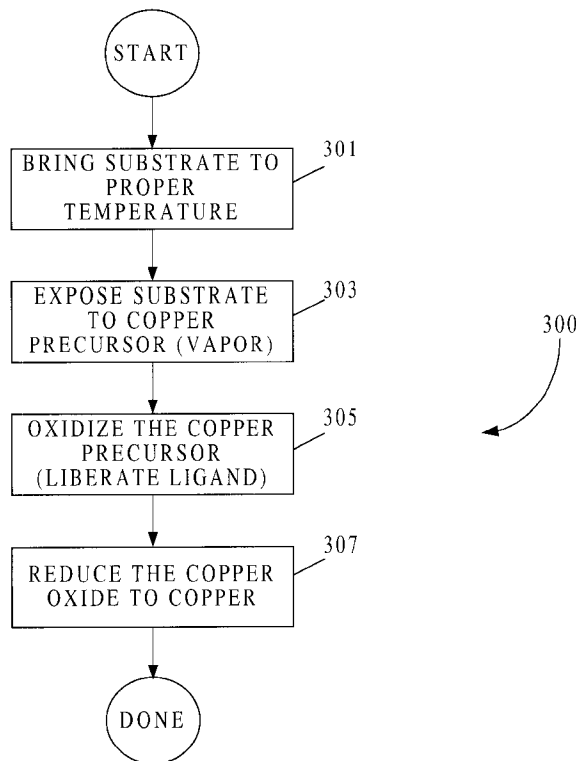 START
BRING SUBSTRATE TO
PROPER
TEMPERATURE
301
EXPOSE SUBSTRATE
TO COPPER
PRECURSOR (VAPOR)
303
300
OXIDIZE THE COPPER
PRECURSOR
(LIBERATE LIGAND)
305
REDUCE THE COPPER
OXIDE TO COPPER
307
DONE